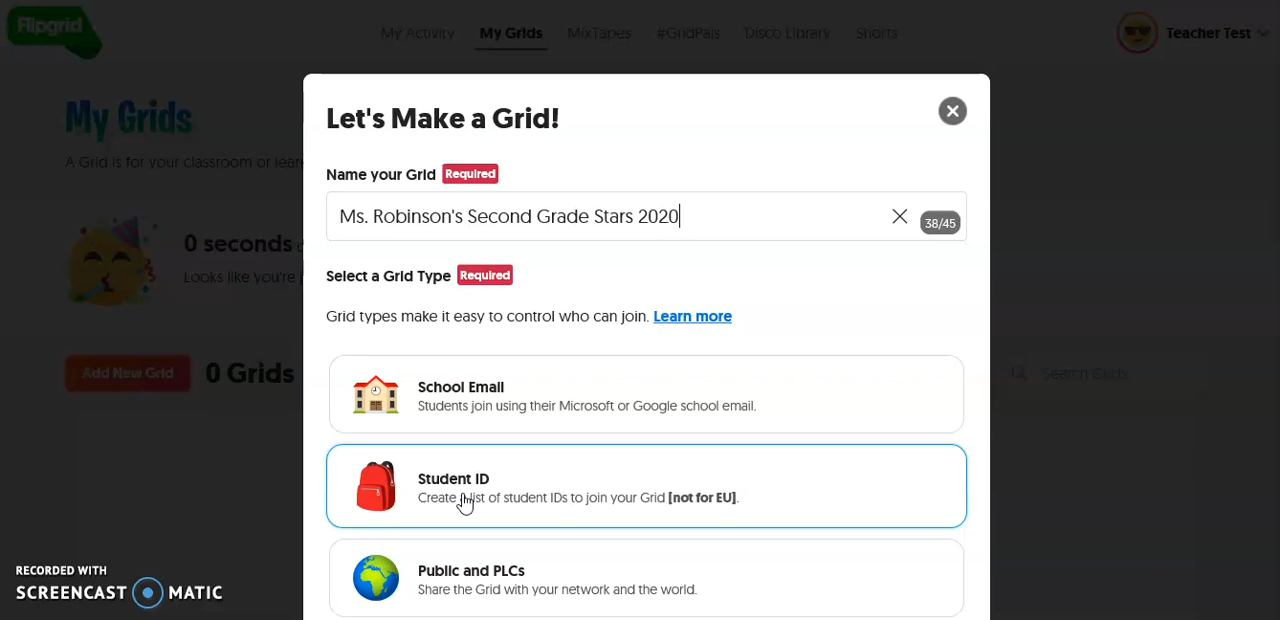 Flipgrid
My Activity My Grids MixTapes #GridPals Disco Library Shorts Teacher Test
Let's Make a Grid!
My Grids
A Grid is for your classroom or lear
Name your Grid Required
Ms. Robinson's Second Grade Stars 2020 38/45
0 seconds
Looks like you're
Select a Grid Type Required
Grid types make it easy to control who can join. Learn more
Add New Grid 0 Grids Search Grids
School Email
Students join using their Microsoft or Google school email.
Student ID
Create list of student IDs to join your Grid [not for EU].
Public and PLCs
Share the Grid with your network and the world.
RECORDED WITH
SCREENCAST MATIC